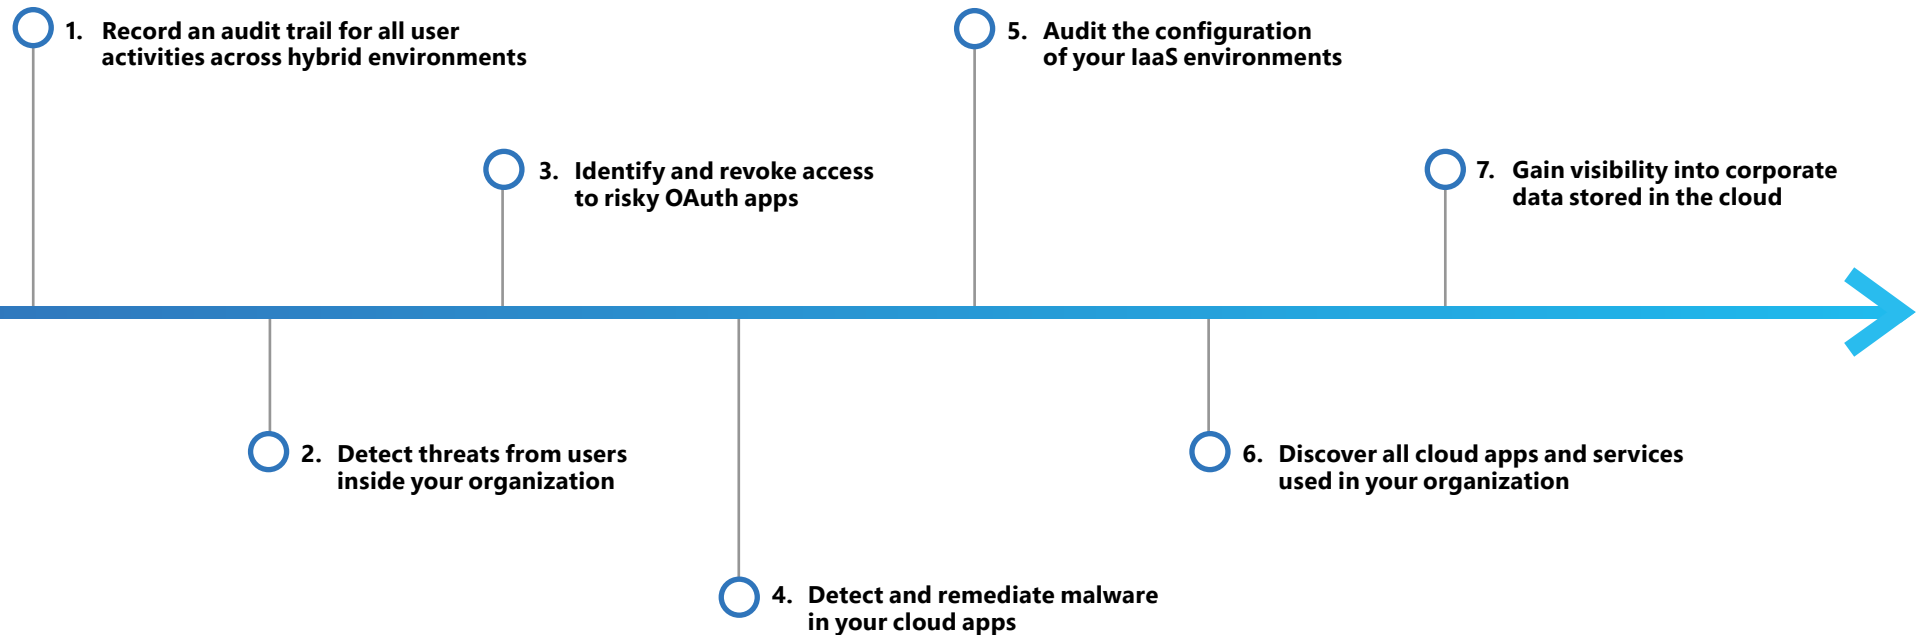 1. Record an audit trail for all user
activities across hybrid environments
2. Detect threats from users
inside your organization
3. Identify and revoke access
to risky OAuth apps
4. Detect and remediate malware
in your cloud apps
5. Audit the configuration
of your IaaS environments
6. Discover all cloud apps and services
used in your organization
7. Gain visibility into corporate
data stored in the cloud